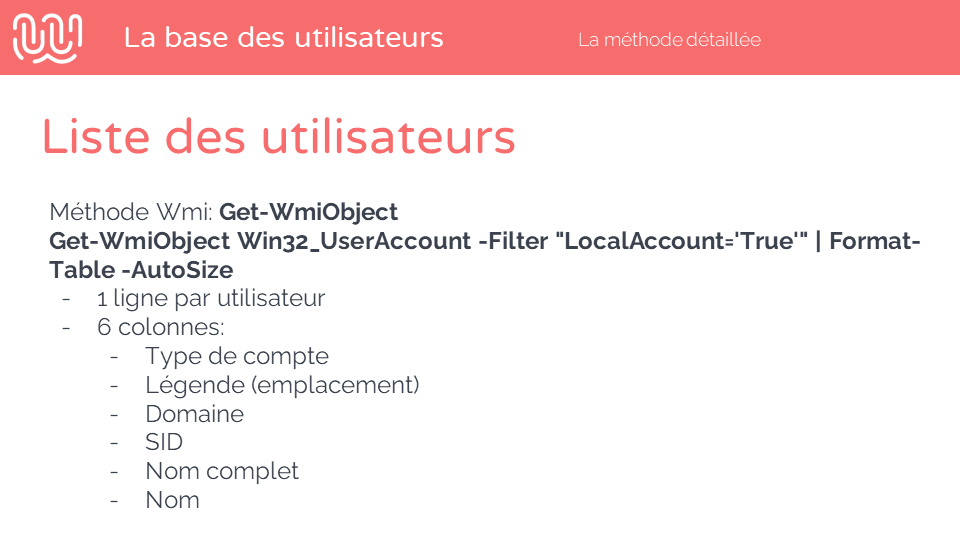 La base des utilisateurs
La méthode détaillée
Liste des utilisateurs
Méthode Wmi: Get-WmiObject
Get-WmiObject Win32_UserAccount -Filter "LocalAccount='True'" | Format-
Table -AutoSize
- 1 ligne par utilisateur
- 6 colonnes:
- Type de compte
- Légende (emplacement)
- Domaine
- SID
- Nom complet
- Nom